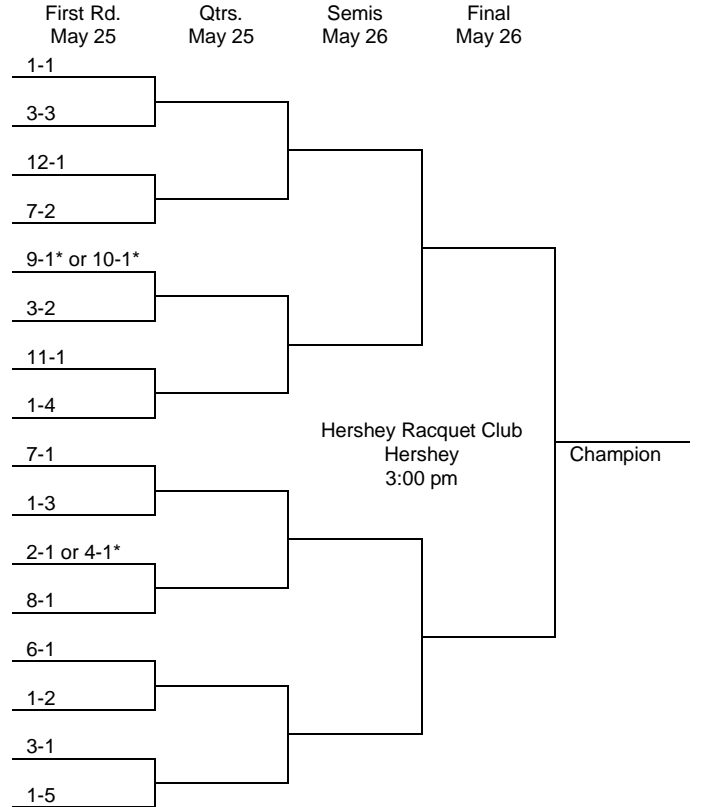 First Rd. Qtrs. Semis Final
May 25 May 25 May 26 May 26
1-1
3-3
12-1
7-2
9-1* or 10-1*
3-2
11-1
1-4
Hershey Racquet Club
Hershey
3:00 pm
Champion
7-1
1-3
2-1 or 4-1*
8-1
6-1
1-2
3-1
1-5